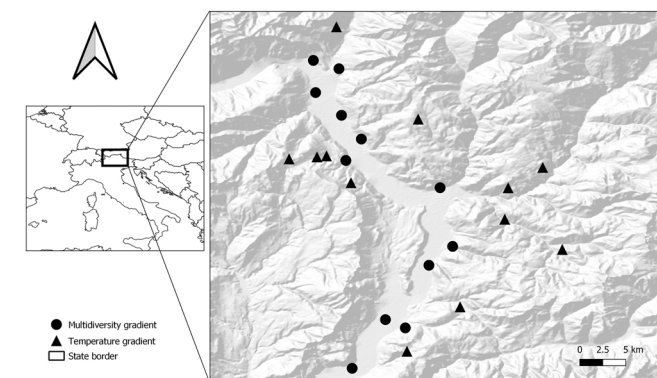 Multidiversity gradient
Temperature gradient
State border
0 2.5 5 km